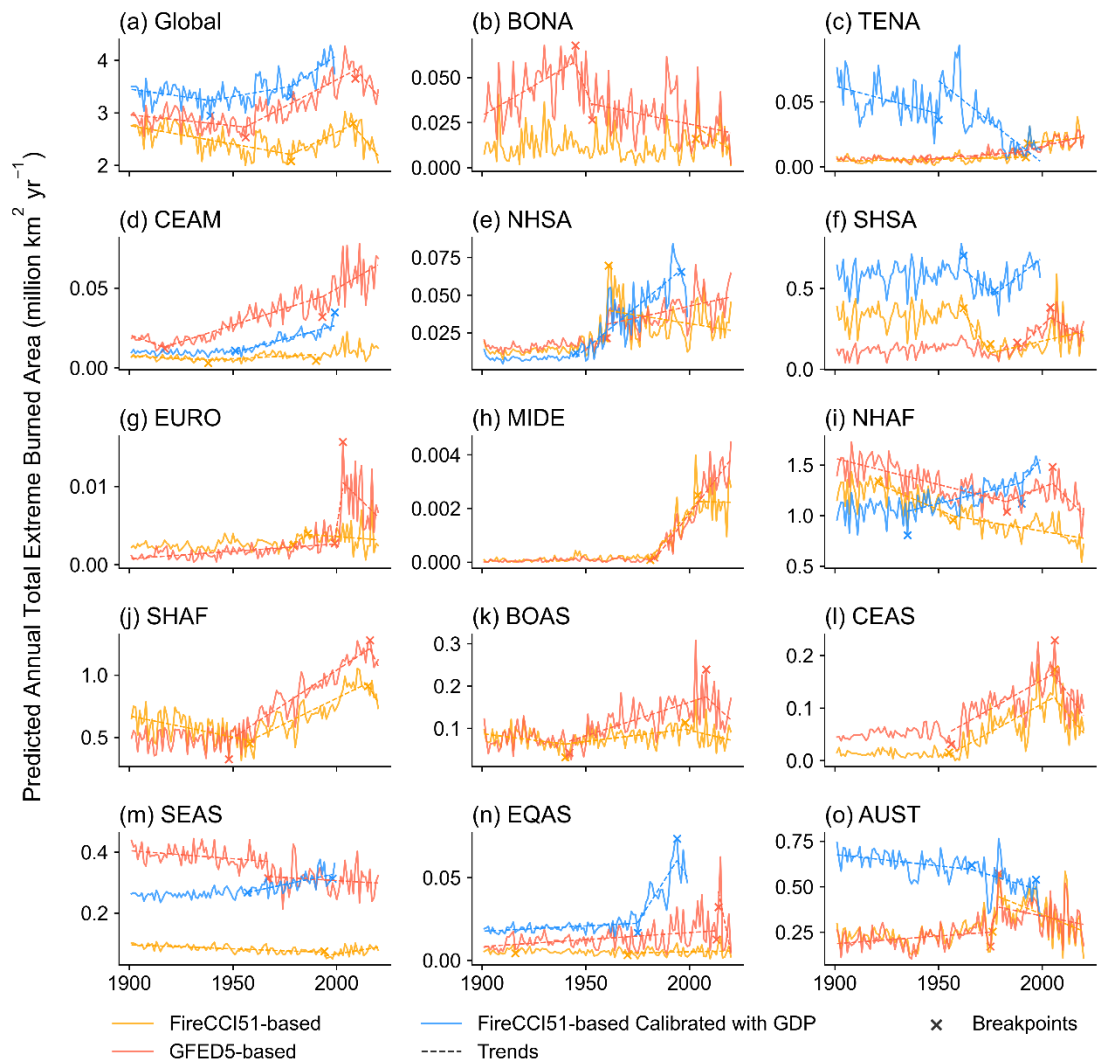 Predicted Annual Total Extreme Burned Area (million km² yr⁻¹)
(a) Global
4
3
2
(b) BONA
0.050
0.025
0.000
(c) TENA
0.05
0.00
(d) CEAM
0.05
0.00
(e) NHSA
0.075
0.050
0.025
(f) SHSA
0.5
0.0
(g) EURO
0.01
0.00
(h) MIDE
0.004
0.002
0.000
(i) NHAF
1.5
1.0
0.5
(j) SHAF
1.0
0.5
(k) BOAS
0.3
0.2
0.1
(l) CEAS
0.2
0.1
0.0
(m) SEAS
0.4
0.2
1900 1950 2000
(n) EQAS
0.05
0.00
1900 1950 2000
(o) AUST
0.75
0.50
0.25
1900 1950 2000
FireCCI51-based
GFED5-based
FireCCI51-based Calibrated with GDP
Trends
Breakpoints